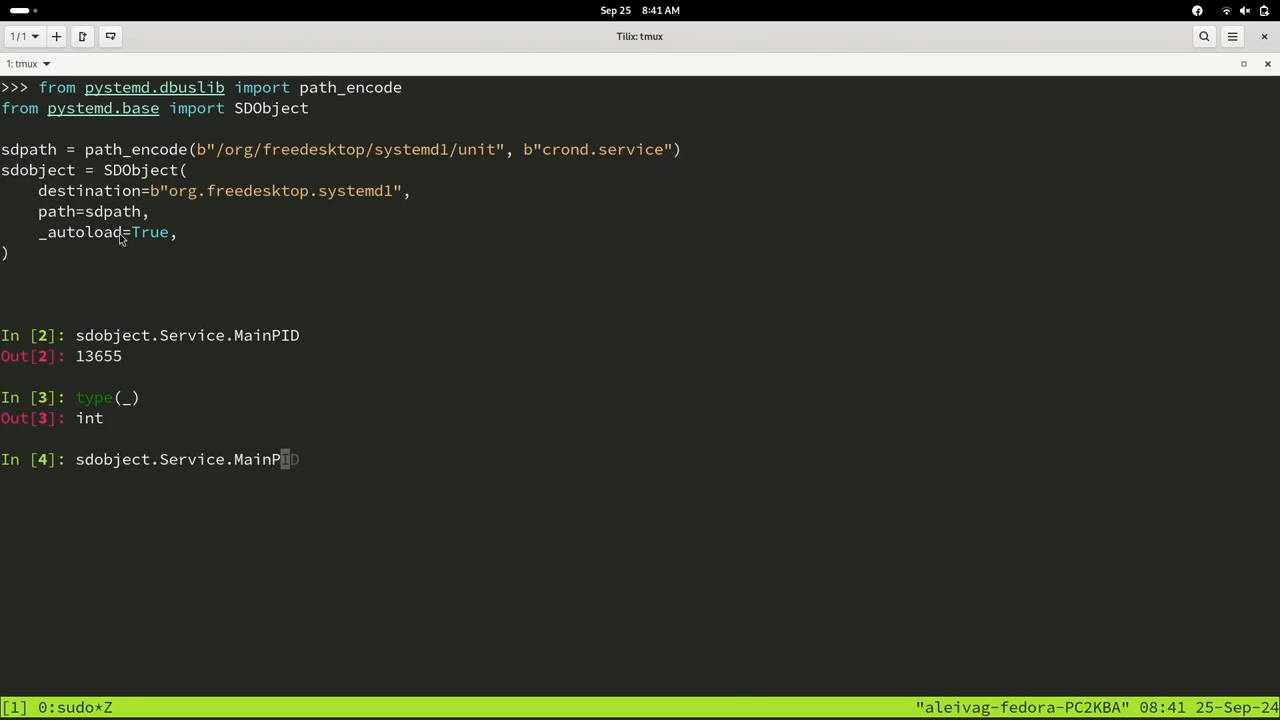 Sep 25 8:41 AM
1/1
Tilix: tmux
1: tmux
>>> from pystemd.dbuslib import path_encode
from pystemd.base import SDObject
sdpath = path_encode(b"/org/freedesktop/systemd1/unit", b"crond.service")
sdobject = SDObject(
    destination=b"org.freedesktop.systemd1",
    path=sdpath,
    _autoload=True,
)
In [2]: sdobject.Service.MainPID
Out[2]: 13655
In [3]: type(_)
Out[3]: int
In [4]: sdobject.Service.MainPID
[1] 0:sudo*Z "aleivag-fedora-PC2KBA" 08:41 25-Sep-24